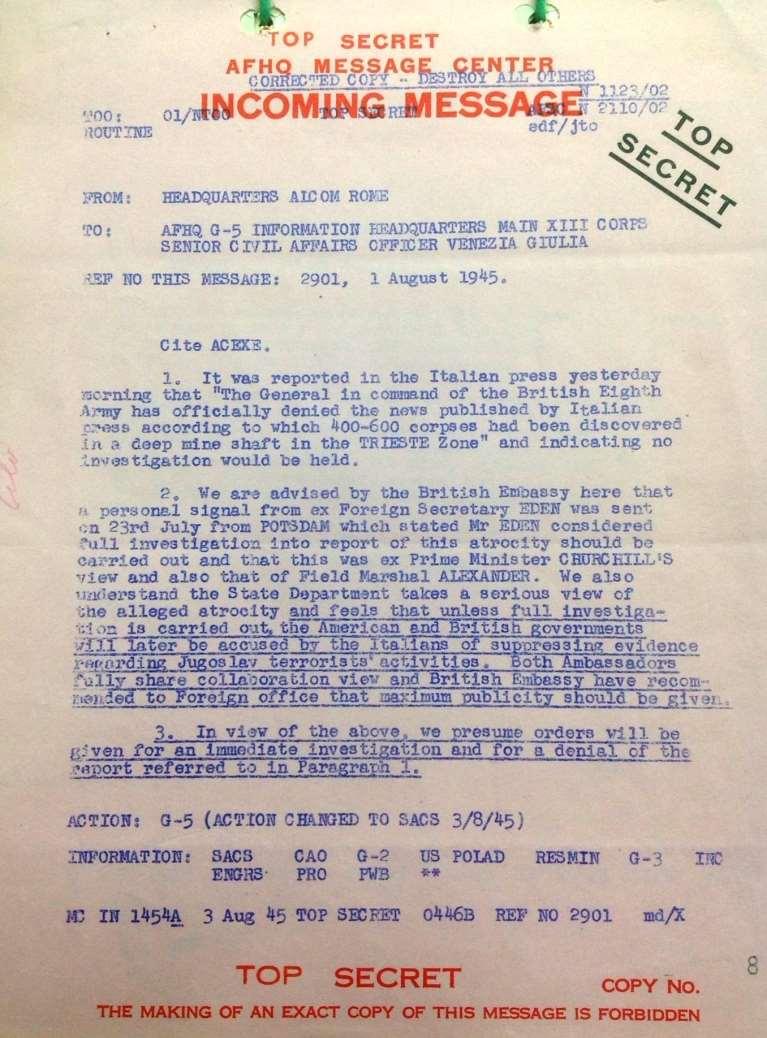 TOP SECRET
AFHQ MESSAGE CENTER
CORRECTED COPY - DESTROY ALL OTHERS
INCOMING MESSAGE
N 1123/02
TOO: 01/ TOP SECRET N 2110/02
ROUTINE sdf/jto
TOP
SECRET
FROM: HEADQUARTERS ALCOM ROME
TO: AFHQ G-5 INFORMATION HEADQUARTERS MAIN XIII CORPS
SENIOR CIVIL AFFAIRS OFFICER VENEZIA GIULIA
REF NO THIS MESSAGE: 2901, 1 August 1945.
Cite ACEXE.
1. It was reported in the Italian press yesterday
morning that "The General in command of the British Eighth
Army has officially denied the news published by Italian
press according to which 400-600 corpses had been discovered
in a deep mine shaft in the TRIESTE Zone" and indicating no
investigation would be held.
2. We are advised by the British Embassy here that
a personal signal from ex Foreign Secretary EDEN was sent
on 23rd July from POTSDAM which stated Mr EDEN considered
full investigation into report of this atrocity should be
carried out and that this was ex Prime Minister CHURCHILL'S
view and also that of Field Marshal ALEXANDER. We also
understand the State Department takes a serious view of
the alleged atrocity and feels that unless full investiga-
tion is carried out, the American and British governments
will later be accused by the Italians of suppressing evidence
regarding Jugoslav terrorists' activities. Both Ambassadors
fully share collaboration view and British Embassy have recom-
mended to Foreign office that maximum publicity should be given.
3. In view of the above, we presume orders will be
given for an immediate investigation and for a denial of the
report referred to in Paragraph 1.
ACTION: G-5 (ACTION CHANGED TO SACS 3/8/45)
INFORMATION: SACS CAO G-2 US POLAD RESMIN G-3 INC
ENGRS PRO PWB **
MC IN 1454A 3 Aug 45 TOP SECRET 0446B REF NO 2901 md/X
8
TOP SECRET
COPY No.
THE MAKING OF AN EXACT COPY OF THIS MESSAGE IS FORBIDDEN